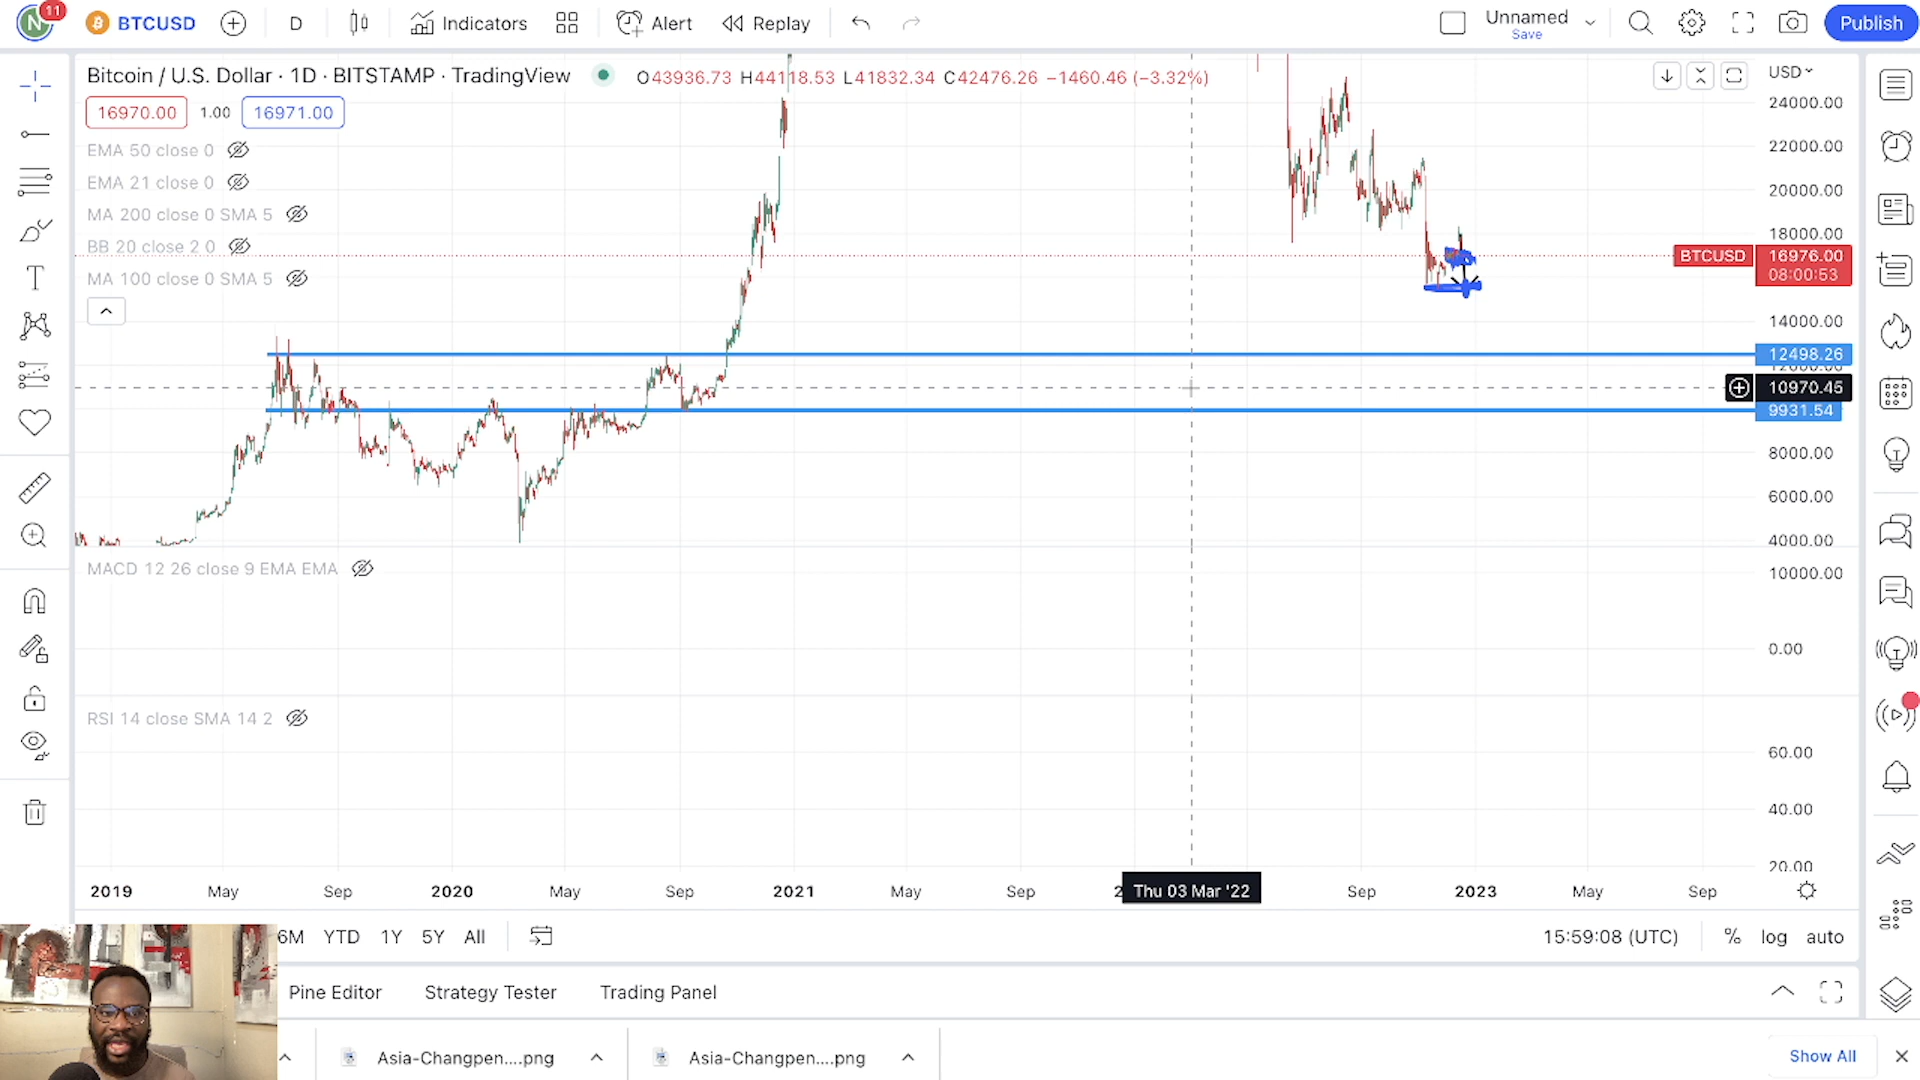 N 11 BTCUSD D Indicators Alert Replay Unnamed Save Publish
Bitcoin / U.S. Dollar · 1D · BITSTAMP · TradingView O43936.73 H44118.53 L41832.34 C42476.26 −1460.46 (−3.32%) USD
16970.00 1.00 16971.00
EMA 50 close 0
EMA 21 close 0
MA 200 close 0 SMA 5
BB 20 close 2 0
MA 100 close 0 SMA 5
24000.00
22000.00
20000.00
18000.00
BTCUSD 16976.00
08:00:53
14000.00
12498.26
12000.00
10970.45
9931.54
8000.00
6000.00
4000.00
MACD 12 26 close 9 EMA EMA
10000.00
0.00
RSI 14 close SMA 14 2
60.00
40.00
20.00
2019 May Sep 2020 May Sep 2021 May Sep 2 Thu 03 Mar '22 Sep 2023 May Sep
6M YTD 1Y 5Y All 15:59:08 (UTC) % log auto
Pine Editor Strategy Tester Trading Panel
Asia-Changpen....png Asia-Changpen....png Show All